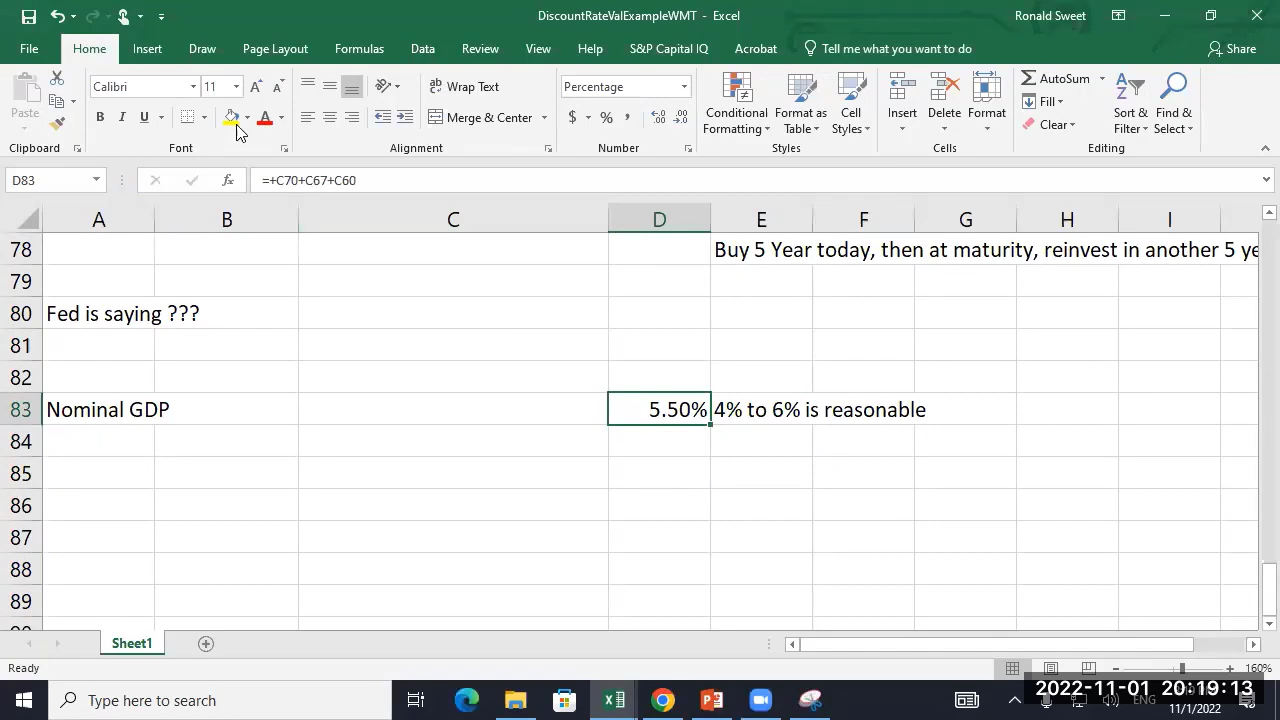 DiscountRateValExampleWMT - Excel
Ronald Sweet
File Home Insert Draw Page Layout Formulas Data Review View Help S&P Capital IQ Acrobat Tell me what you want to do Share
Paste
Clipboard
Calibri 11
B I U
Font
Wrap Text
Merge & Center
Alignment
Percentage
$ % ,
Number
Conditional Formatting
Format as Table
Cell Styles
Styles
Insert Delete Format
Cells
AutoSum
Fill
Clear
Sort & Filter
Find & Select
Editing
D83 fx =+C70+C67+C60
A B C D E F G H I
78 Buy 5 Year today, then at maturity, reinvest in another 5 ye
79
80 Fed is saying ???
81
82
83 Nominal GDP 5.50% 4% to 6% is reasonable
84
85
86
87
88
89
Sheet1
Ready
160%
Type here to search
2022-11-01 20:19:13
ENG
11/1/2022